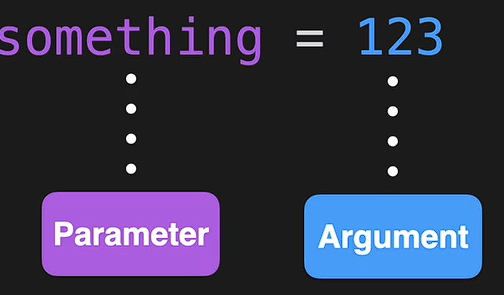 something = 123
Parameter
Argument